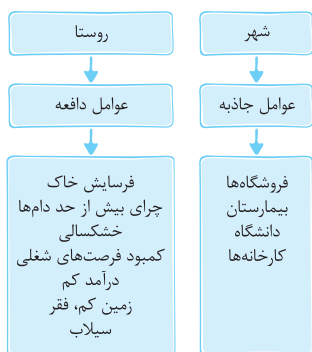 شهر
عوامل جاذبه
فروشگاه‌ها
بیمارستان
دانشگاه
کارخانه‌ها
روستا
عوامل دافعه
فرسایش خاک
چرای بیش از حد دام‌ها
خشکسالی
کمبود فرصت‌های شغلی
درآمد کم
زمین کم، فقر
سیلاب